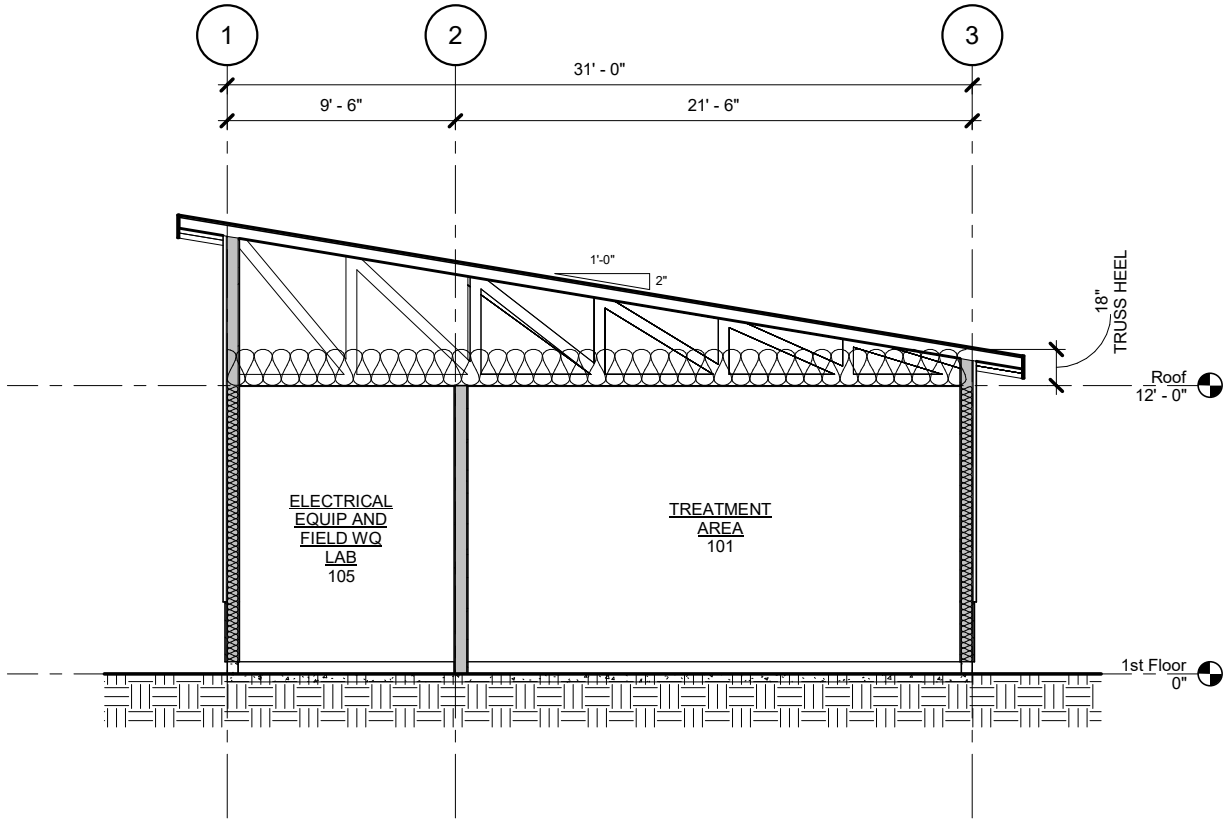 1
2
3
31' - 0"
9' - 6"
21' - 6"
1'-0"
2"
18"
TRUSS HEEL
Roof
12' - 0"
ELECTRICAL
EQUIP AND
FIELD WQ
LAB
105
TREATMENT
AREA
101
1st Floor
0"